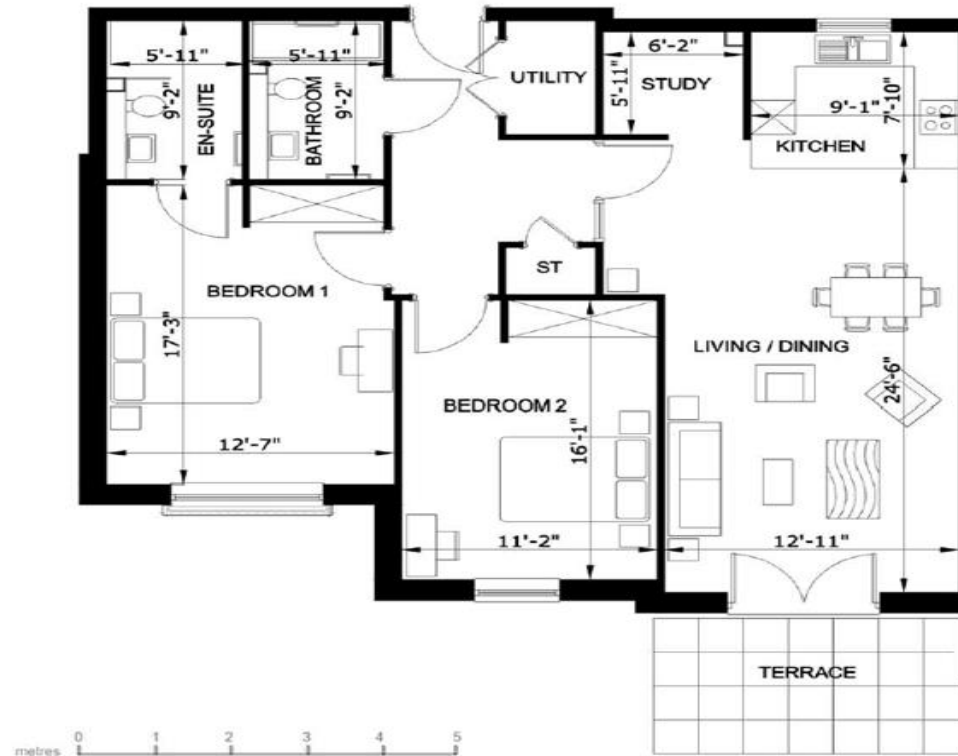 5'-11"
9'-2"
EN-SUITE
5'-11"
9'-2"
BATHROOM
UTILITY
6'-2"
5'-11"
STUDY
9'-1"
7'-10"
KITCHEN
ST
BEDROOM 1
17'-3"
12'-7"
BEDROOM 2
16'-1"
11'-2"
LIVING / DINING
24'-6"
12'-11"
TERRACE
metres 0 1 2 3 4 5